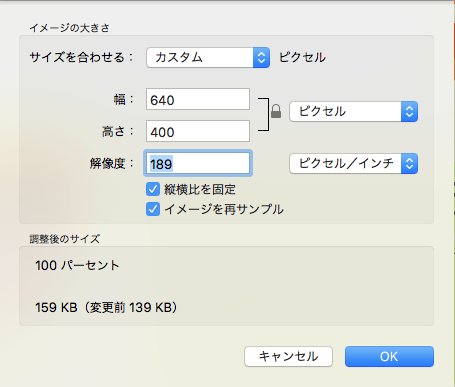 イメージの大きさ
サイズを合わせる： カスタム ピクセル
幅： 640
ピクセル
高さ： 400
解像度： 189 ピクセル／インチ
縦横比を固定
イメージを再サンプル
調整後のサイズ
100 パーセント
159 KB（変更前 139 KB）
キャンセル OK